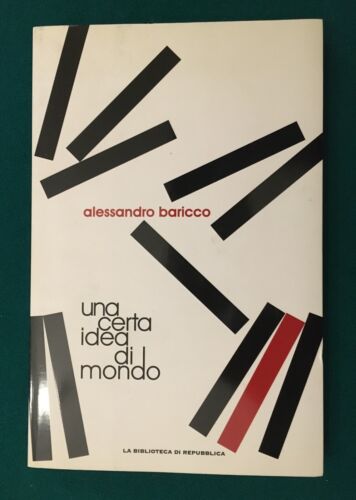 alessandro baricco
una
certa
idea
di
mondo
LA BIBLIOTECA DI REPUBBLICA